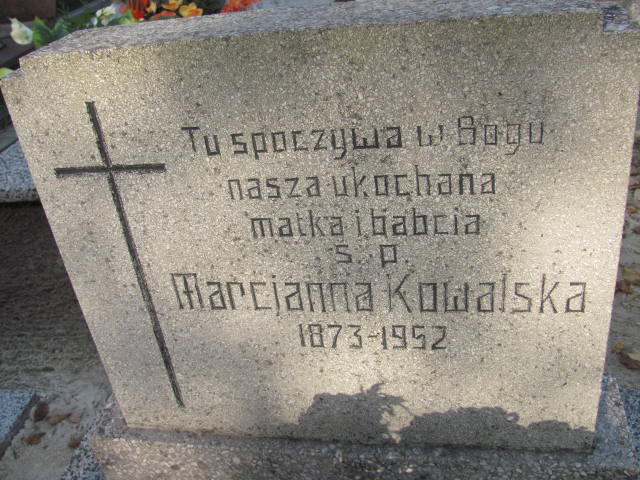 Tu spoczywa w Bogu
nasza ukochana
matka i babcia
ś. p.
Marcjanna Kowalska
1873-1952